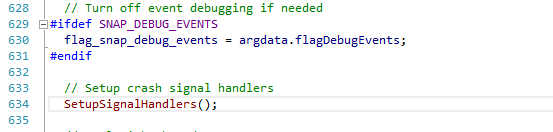 628 // Turn off event debugging if needed
629 #ifdef SNAP_DEBUG_EVENTS
630 flag_snap_debug_events = argdata.flagDebugEvents;
631 #endif
632
633 // Setup crash signal handlers
634 SetupSignalHandlers();
635